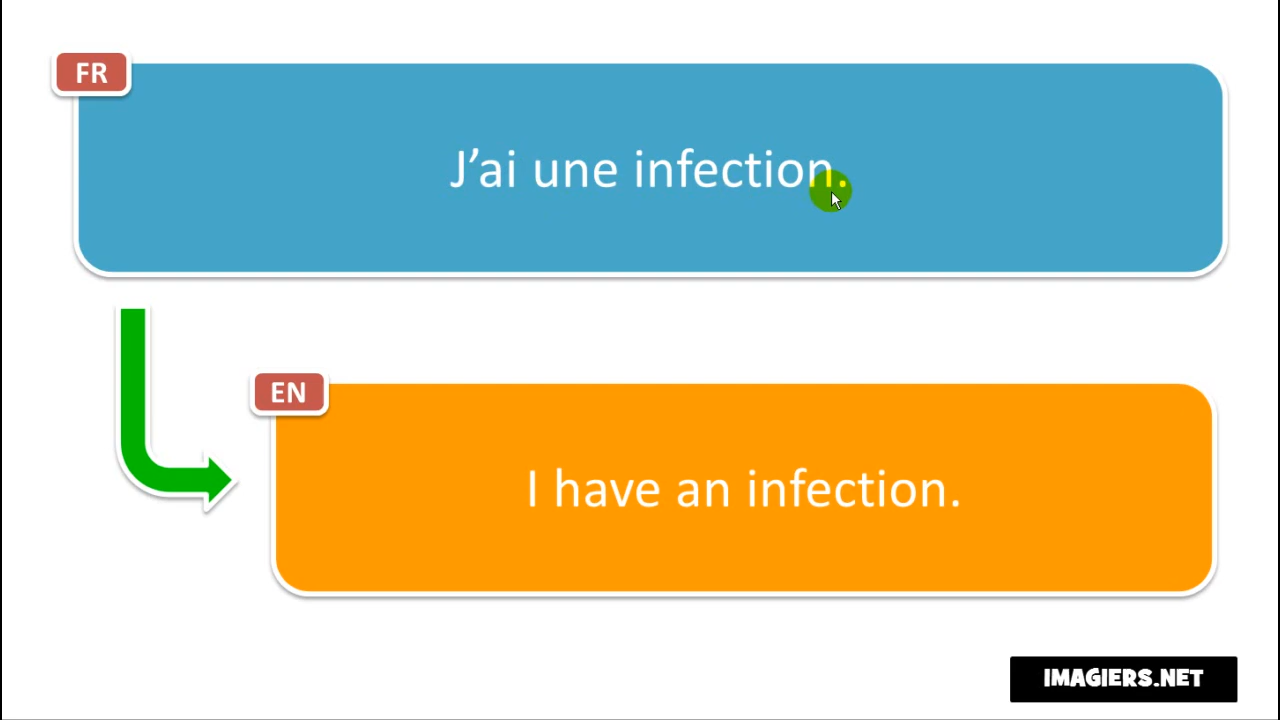 FR
J’ai une infection.
EN
I have an infection.
IMAGIERS.NET